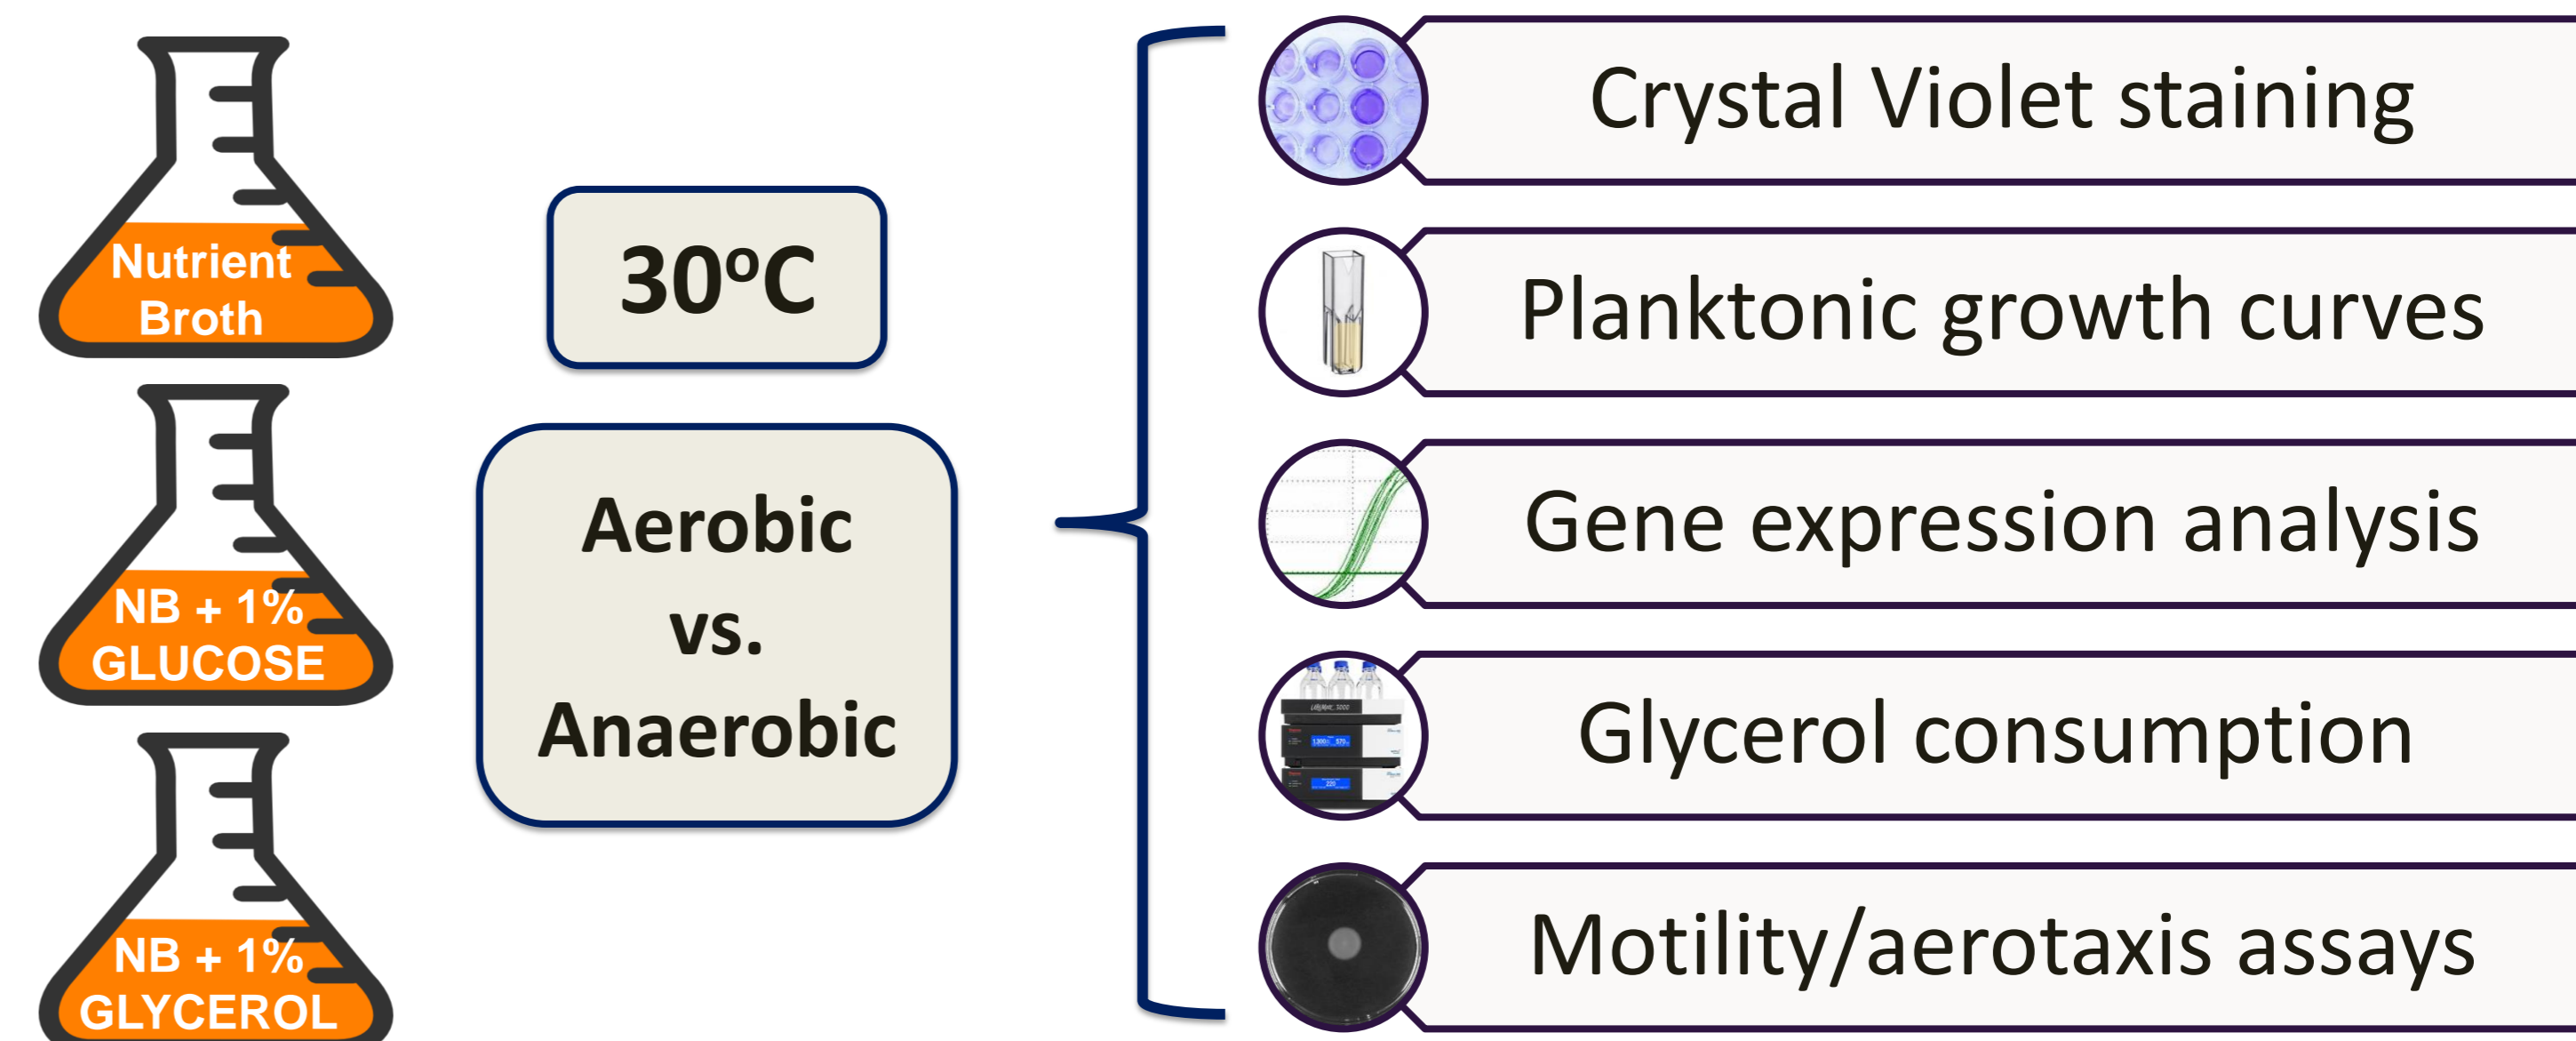 Nutrient
Broth
NB + 1%
GLUCOSE
NB + 1%
GLYCEROL
30ºC
Aerobic
vs.
Anaerobic
Crystal Violet staining
Planktonic growth curves
Gene expression analysis
Glycerol consumption
Motility/aerotaxis assays